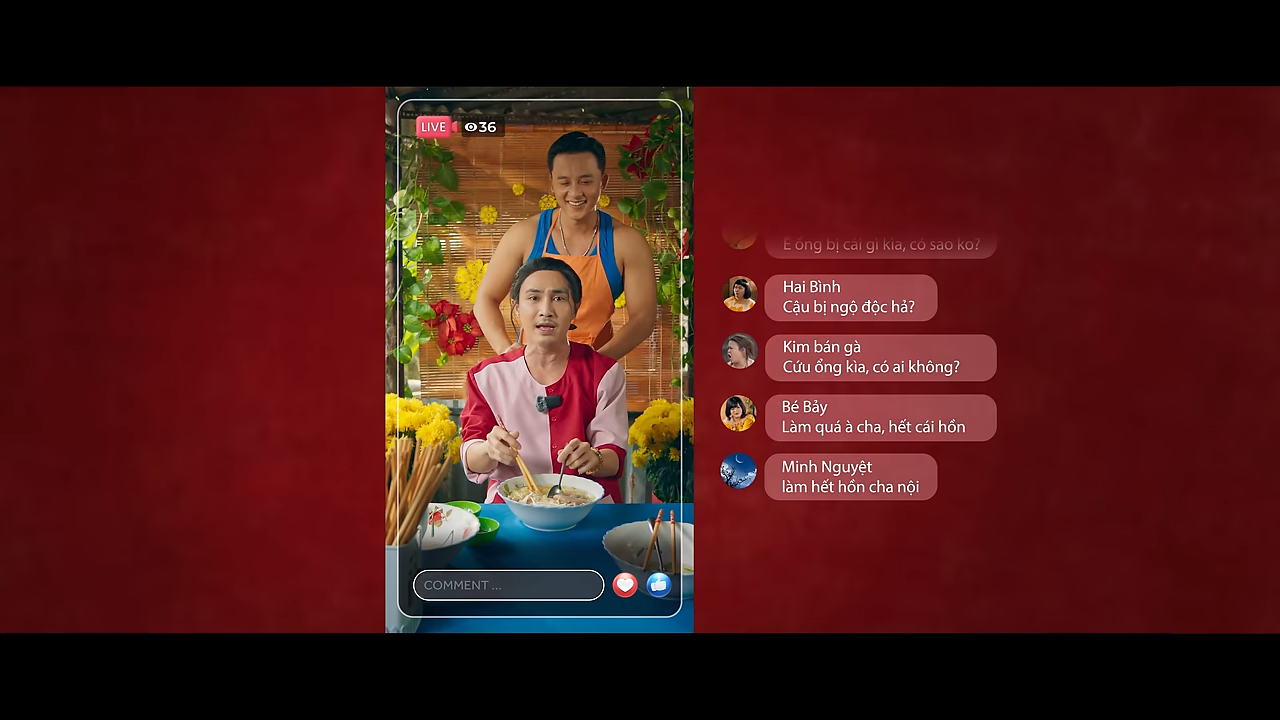 LIVE 36
E ổng bị cái gì kìa, có sao ko?
Hai Bình
Cậu bị ngộ độc hả?
Kim bán gà
Cứu ổng kìa, có ai không?
Bé Bảy
Làm quá à cha, hết cái hồn
Minh Nguyệt
làm hết hồn cha nội
COMMENT ...